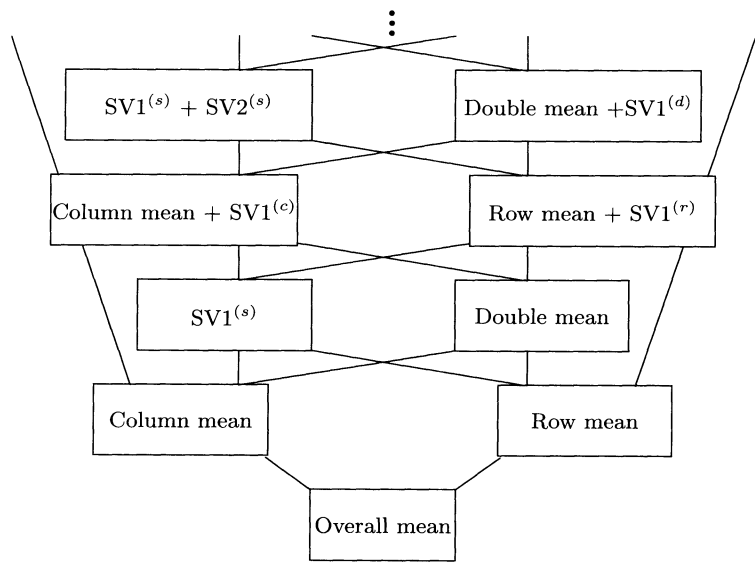 ⋮
SV1^{(s)} + SV2^{(s)}
Double mean +SV1^{(d)}
Column mean + SV1^{(c)}
Row mean + SV1^{(r)}
SV1^{(s)}
Double mean
Column mean
Row mean
Overall mean